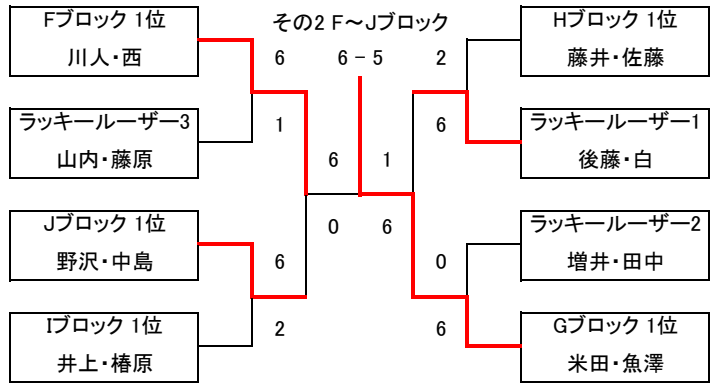 その2 F～Jブロック
6 － 5
Fブロック 1位
川人・西
6
1
ラッキールーザー3
山内・藤原
6
0
Jブロック 1位
野沢・中島
6
2
Iブロック 1位
井上・椿原
Hブロック 1位
藤井・佐藤
2
6
ラッキールーザー1
後藤・白
1
6
ラッキールーザー2
増井・田中
0
6
Gブロック 1位
米田・魚澤